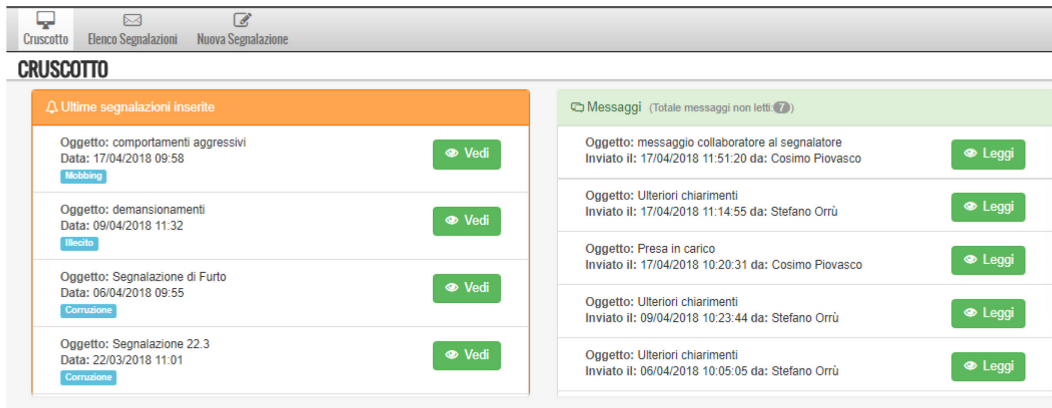 Cruscotto
Elenco Segnalazioni
Nuova Segnalazione
CRUSCOTTO
Ultime segnalazioni inserite
Oggetto: comportamenti aggressivi
Data: 17/04/2018 09:58
Mobbing
Vedi
Oggetto: demansionamenti
Data: 09/04/2018 11:32
Illecito
Vedi
Oggetto: Segnalazione di Furto
Data: 06/04/2018 09:55
Corruzione
Vedi
Oggetto: Segnalazione 22.3
Data: 22/03/2018 11:01
Corruzione
Vedi
Messaggi (Totale messaggi non letti: 7)
Oggetto: messaggio collaboratore al segnalatore
Inviato il: 17/04/2018 11:51:20 da: Cosimo Piovasco
Leggi
Oggetto: Ulteriori chiarimenti
Inviato il: 17/04/2018 11:14:55 da: Stefano Orrù
Leggi
Oggetto: Presa in carico
Inviato il: 17/04/2018 10:20:31 da: Cosimo Piovasco
Leggi
Oggetto: Ulteriori chiarimenti
Inviato il: 09/04/2018 10:23:44 da: Stefano Orrù
Leggi
Oggetto: Ulteriori chiarimenti
Inviato il: 06/04/2018 10:05:05 da: Stefano Orrù
Leggi